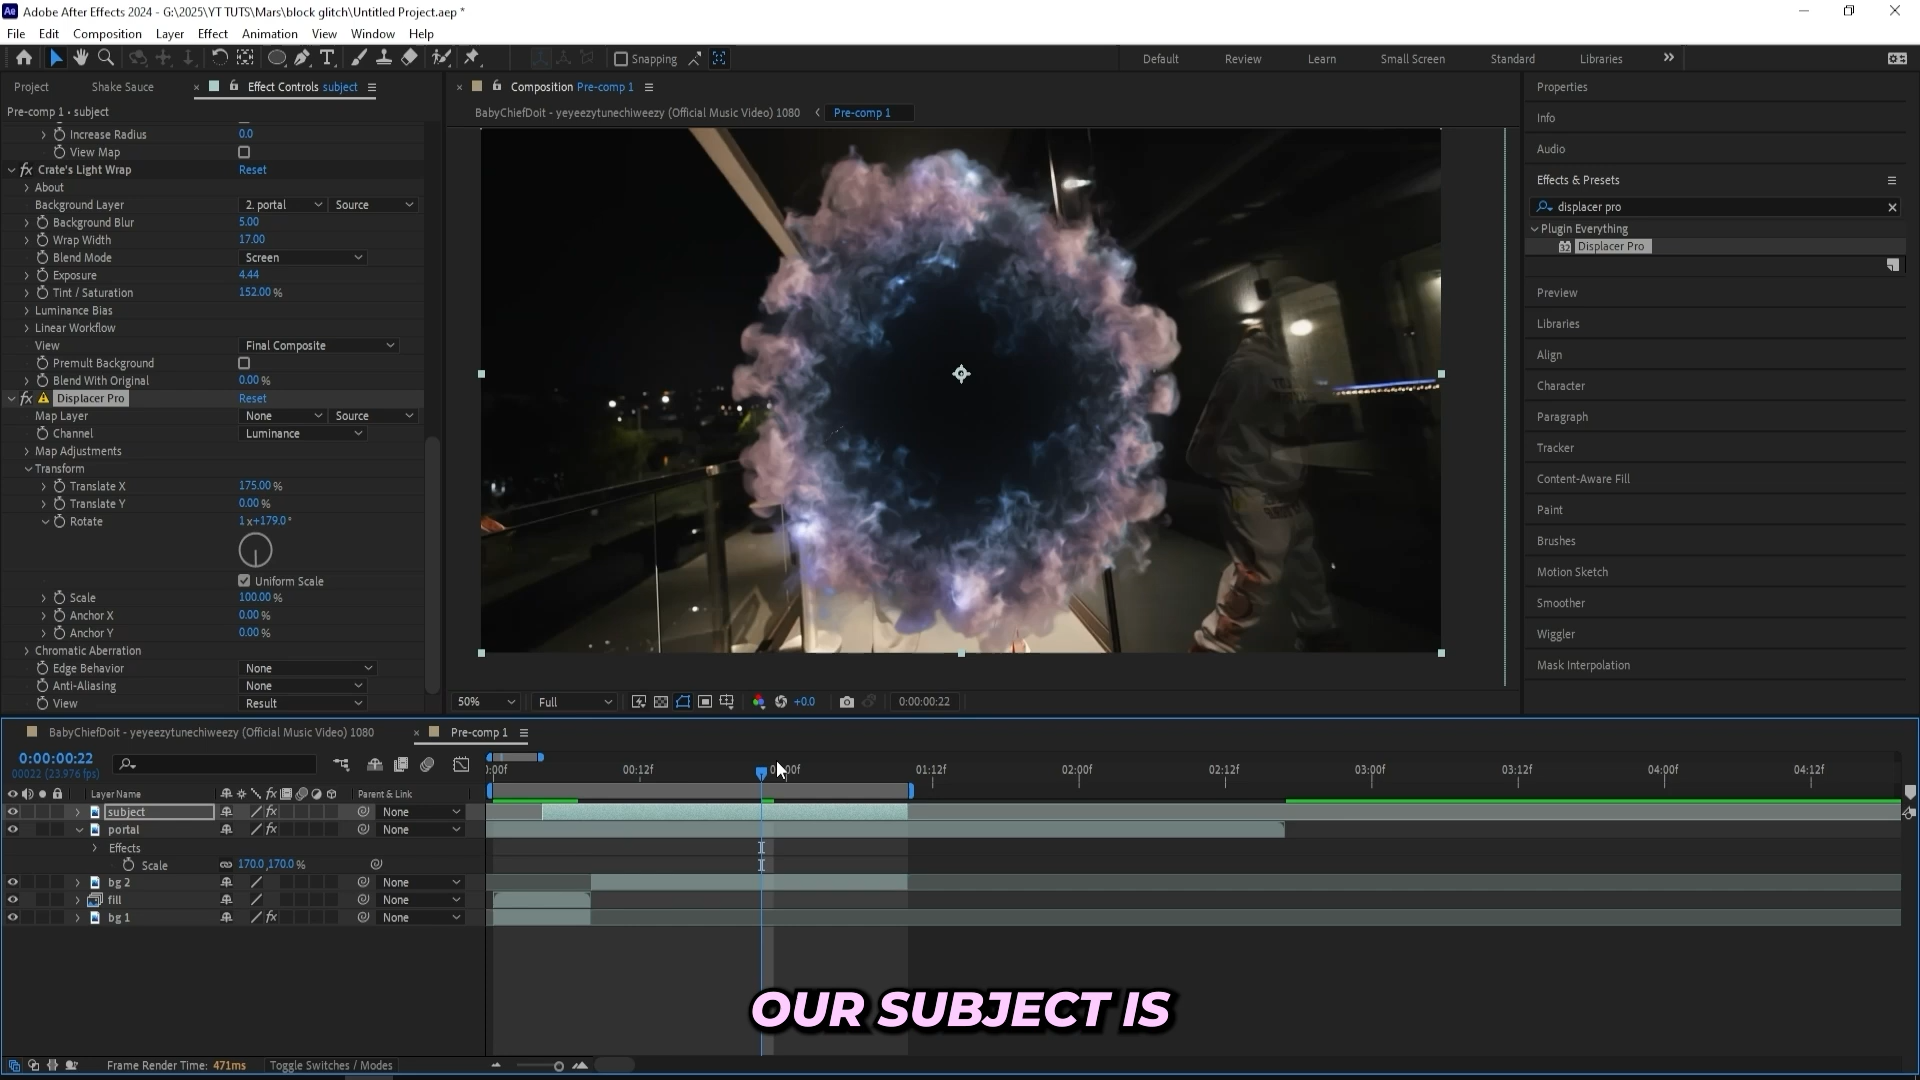 Adobe After Effects 2024 - G:\2025\YT TUTS\Mars\block glitch\Untitled Project.aep *
File Edit Composition Layer Effect Animation View Window Help
Snapping
Default Review Learn Small Screen Standard Libraries
Project Shake Sauce Effect Controls subject
Pre-comp 1 • subject
Increase Radius 0.0
View Map
fx Crate's Light Wrap Reset
About
Background Layer 2. portal Source
Background Blur 5.00
Wrap Width 17.00
Blend Mode Screen
Exposure 4.44
Tint / Saturation 152.00 %
Luminance Bias
Linear Workflow
View Final Composite
Premult Background
Blend With Original 0.00 %
fx Displacer Pro Reset
Map Layer None Source
Channel Luminance
Map Adjustments
Transform
Translate X 175.00 %
Translate Y 0.00 %
Rotate 1x+179.0°
Uniform Scale
Scale 100.00 %
Anchor X 0.00 %
Anchor Y 0.00 %
Chromatic Aberration
Edge Behavior None
Anti-Aliasing None
View Result
Composition Pre-comp 1
BabyChiefDoit - yeyeezytunechiweezy (Official Music Video) 1080 Pre-comp 1
50% Full +0.0 0:00:00:22
Properties
Info
Audio
Effects & Presets
displacer pro
Plugin Everything
32 Displacer Pro
Preview
Libraries
Align
Character
Paragraph
Tracker
Content-Aware Fill
Paint
Brushes
Motion Sketch
Smoother
Wiggler
Mask Interpolation
BabyChiefDoit - yeyeezytunechiweezy (Official Music Video) 1080 Pre-comp 1
0:00:00:22
00022 (23.976 fps)
00:12f 01:12f 02:00f 02:12f 03:00f 03:12f 04:00f 04:12f
Layer Name fx Parent & Link
subject fx None
portal None
Effects
Scale 170.0,170.0 %
bg 2 None
fill None
bg 1 fx None
OUR SUBJECT IS
Frame Render Time: 471ms Toggle Switches / Modes